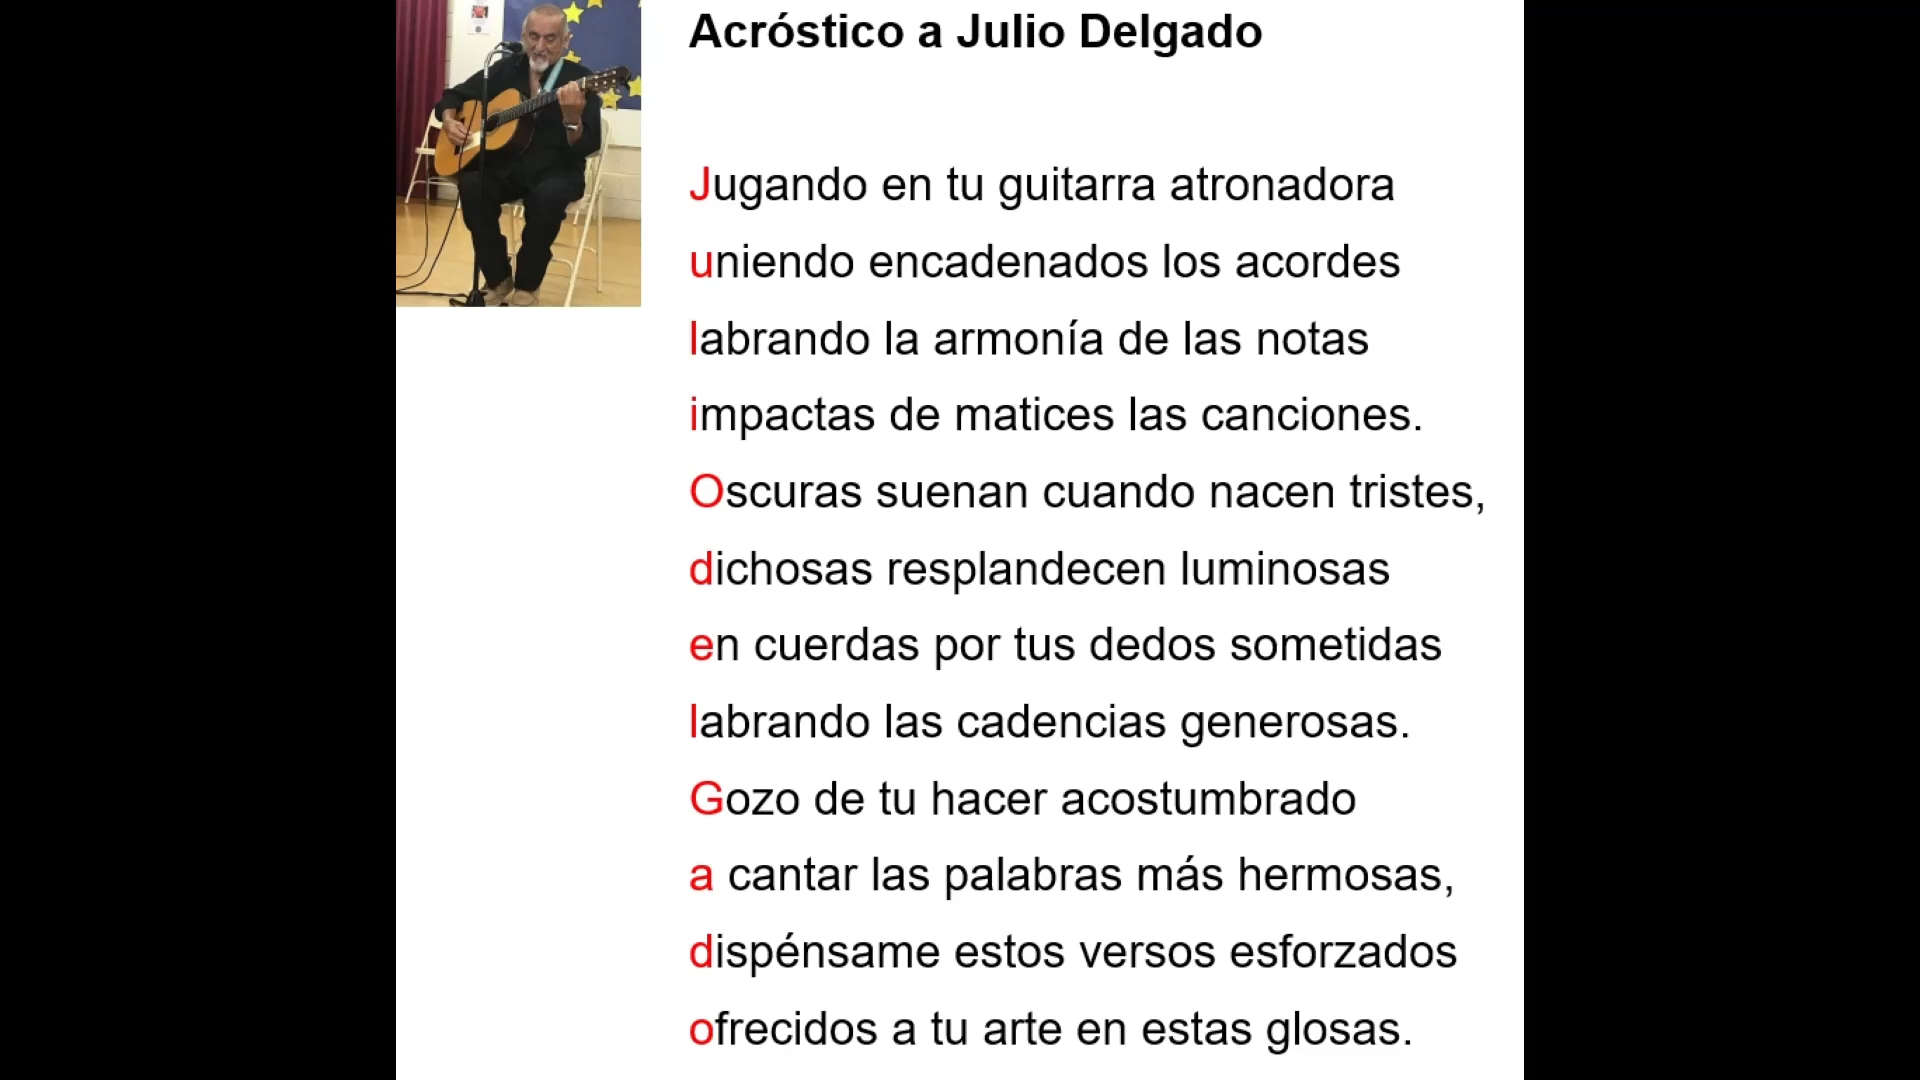 Acróstico a Julio Delgado
Jugando en tu guitarra atronadora
uniendo encadenados los acordes
labrando la armonía de las notas
impactas de matices las canciones.
Oscuras suenan cuando nacen tristes,
dichosas resplandecen luminosas
en cuerdas por tus dedos sometidas
labrando las cadencias generosas.
Gozo de tu hacer acostumbrado
a cantar las palabras más hermosas,
dispénsame estos versos esforzados
ofrecidos a tu arte en estas glosas.